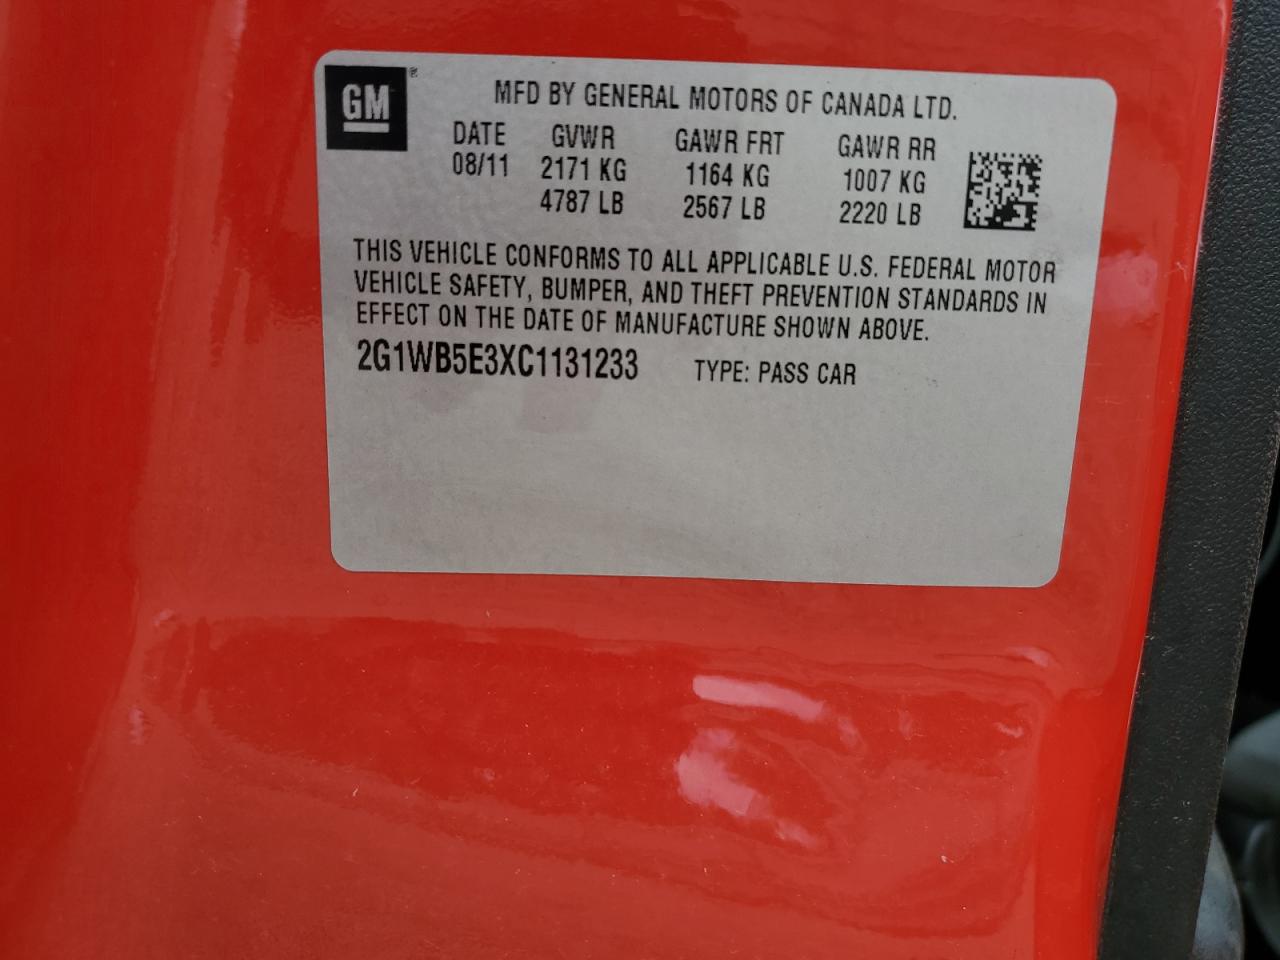 GM®
MFD BY GENERAL MOTORS OF CANADA LTD.
DATE GVWR GAWR FRT GAWR RR
08/11 2171 KG 1164 KG 1007 KG
4787 LB 2567 LB 2220 LB
THIS VEHICLE CONFORMS TO ALL APPLICABLE U.S. FEDERAL MOTOR
VEHICLE SAFETY, BUMPER, AND THEFT PREVENTION STANDARDS IN
EFFECT ON THE DATE OF MANUFACTURE SHOWN ABOVE.
2G1WB5E3XC1131233 TYPE: PASS CAR